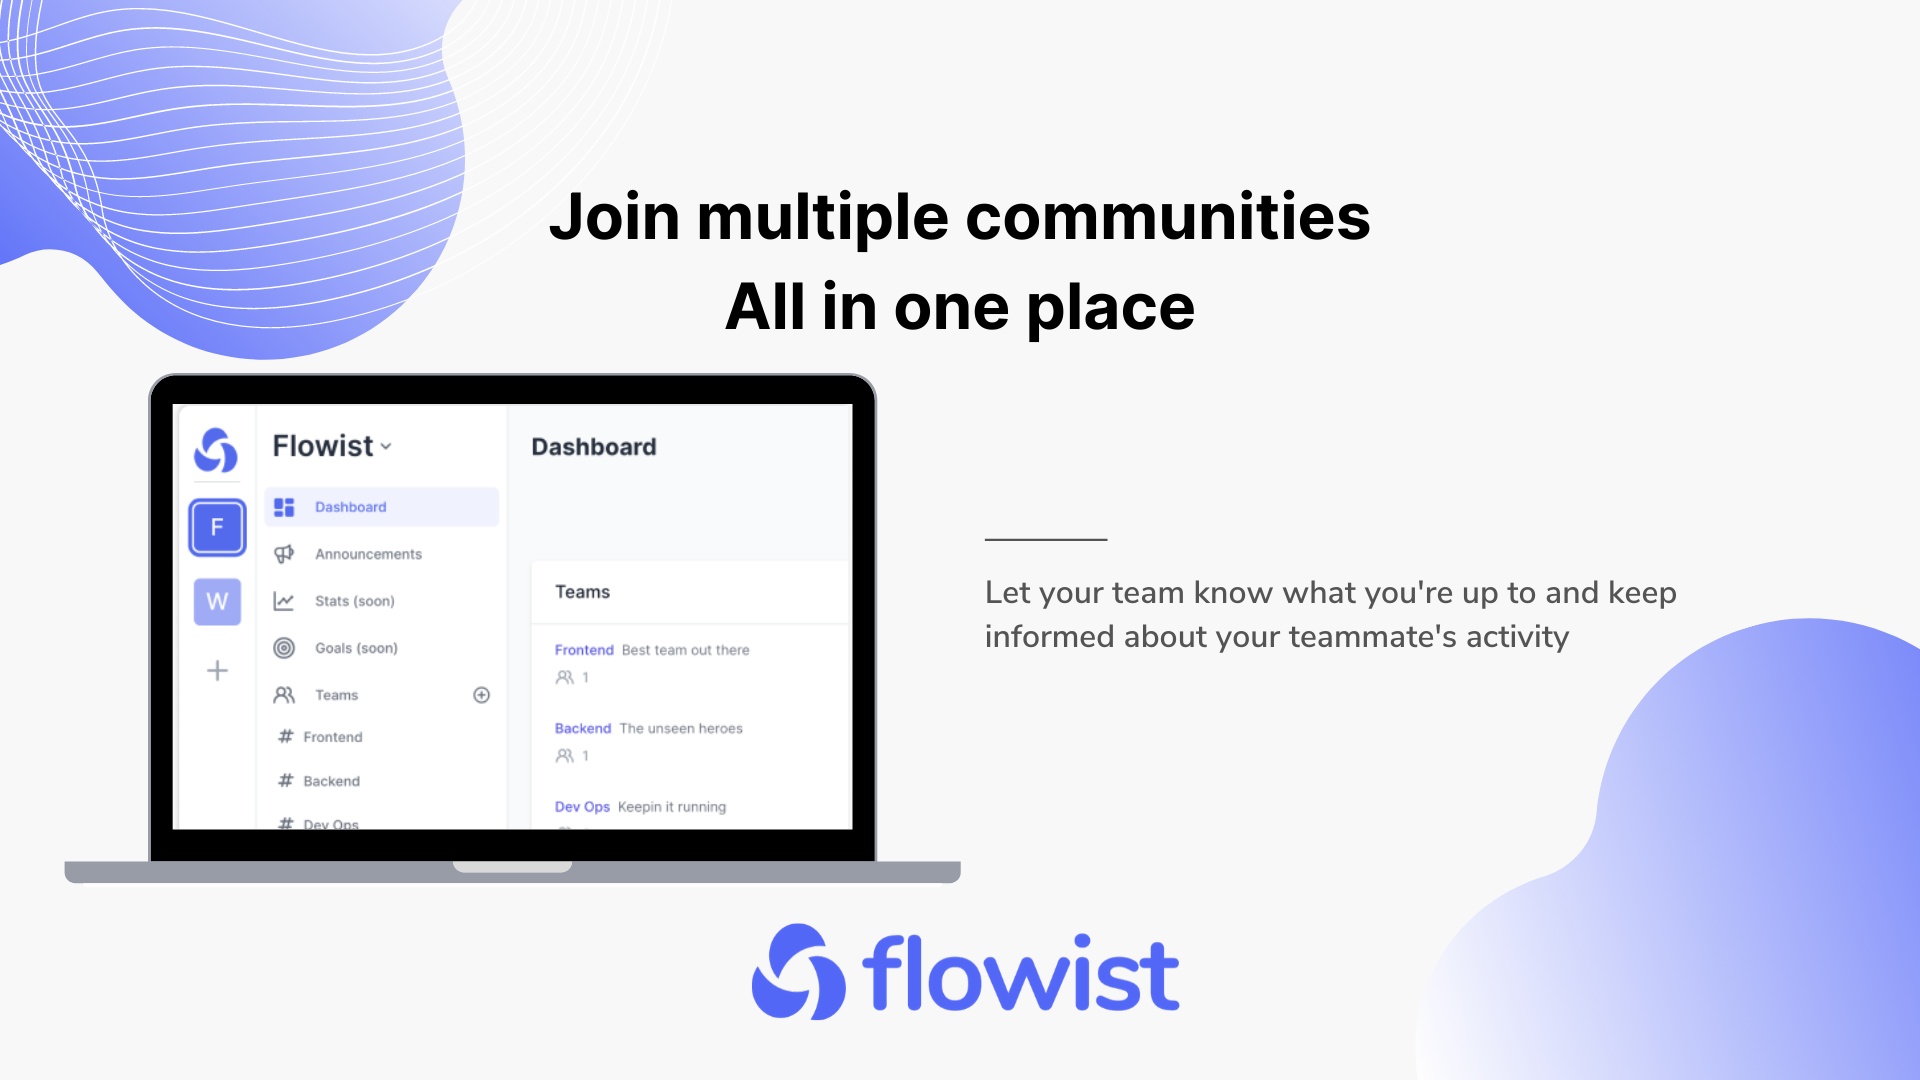 Join multiple communities
All in one place
Flowist
Dashboard
F
Dashboard
Announcements
W
Stats (soon)
Goals (soon)
Teams
# Frontend
# Backend
# Dev Ops
Teams
Frontend Best team out there
1
Backend The unseen heroes
1
Dev Ops Keepin it running
Let your team know what you're up to and keep
informed about your teammate's activity
flowist